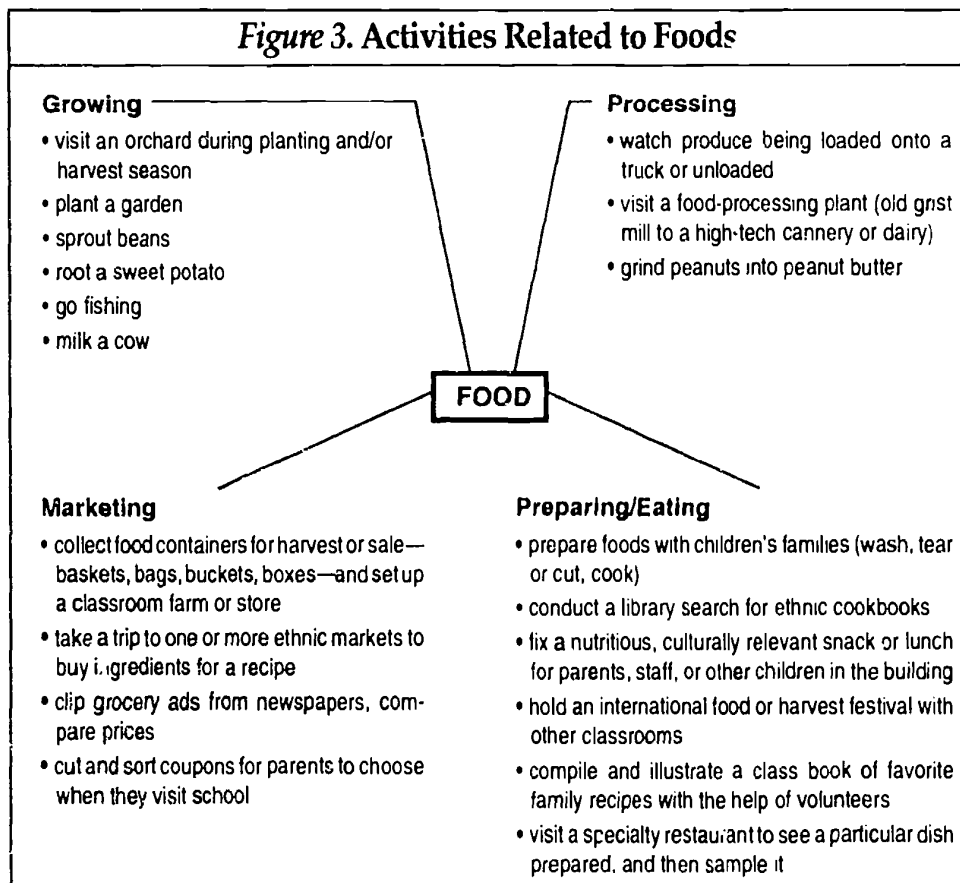 Figure 3. Activities Related to Foods
Growing
• visit an orchard during planting and/or
harvest season
• plant a garden
• sprout beans
• root a sweet potato
• go fishing
• milk a cow
Processing
• watch produce being loaded onto a
truck or unloaded
• visit a food-processing plant (old grist
mill to a high-tech cannery or dairy)
• grind peanuts into peanut butter
FOOD
Marketing
• collect food containers for harvest or sale—
baskets, bags, buckets, boxes—and set up
a classroom farm or store
• take a trip to one or more ethnic markets to
buy ingredients for a recipe
• clip grocery ads from newspapers, com-
pare prices
• cut and sort coupons for parents to choose
when they visit school
Preparing/Eating
• prepare foods with children's families (wash, tear
or cut, cook)
• conduct a library search for ethnic cookbooks
• fix a nutritious, culturally relevant snack or lunch
for parents, staff, or other children in the building
• hold an international food or harvest festival with
other classrooms
• compile and illustrate a class book of favorite
family recipes with the help of volunteers
• visit a specialty restaurant to see a particular dish
prepared, and then sample it